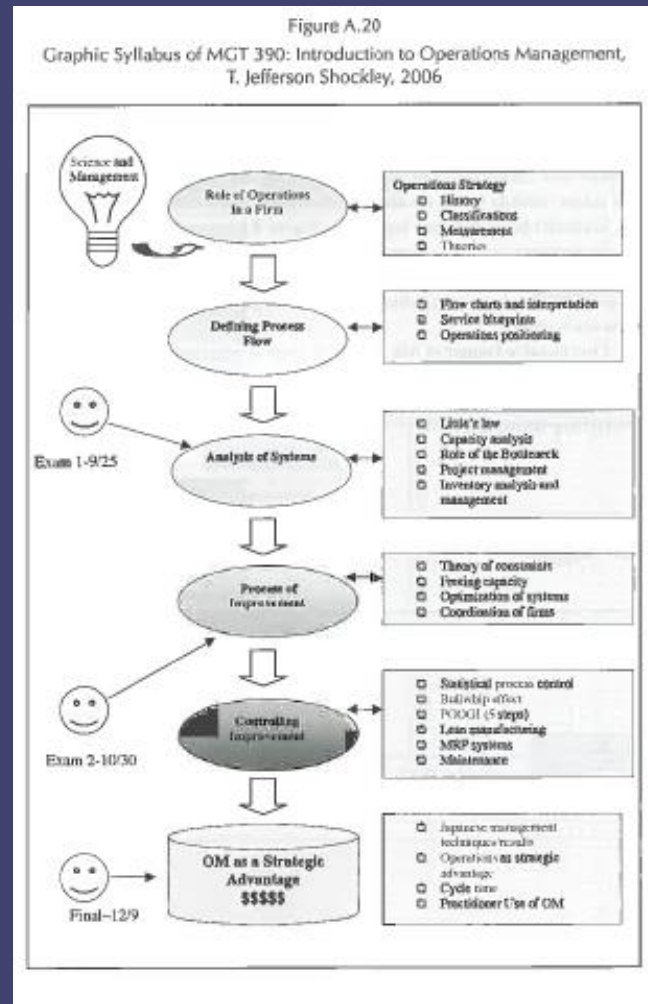 Figure A.20
Graphic Syllabus of MGT 390: Introduction to Operations Management,
T. Jefferson Shockley, 2006
Science and
Management
Role of Operations
in a Firm
Operations Strategy
History
Classifications
Measurement
Theories
Defining Process
Flow
Flow charts and interpretation
Service blueprints
Operations positioning
Exam 1-9/25
Analysis of Systems
Little's law
Capacity analysis
Role of the Bottleneck
Project management
Inventory analysis and
management
Process of
Improvement
Theory of constraints
Freeing capacity
Optimization of systems
Coordination of firms
Exam 2-10/30
Controlling
Improvement
Statistical process control
Bullwhip effect
POOGI (5 steps)
Lean manufacturing
MRP systems
Maintenance
Final-12/9
OM as a Strategic
Advantage
$$$$$
Japanese management
techniques/results
Operations as strategic
advantage
Cycle time
Practitioner Use of OM